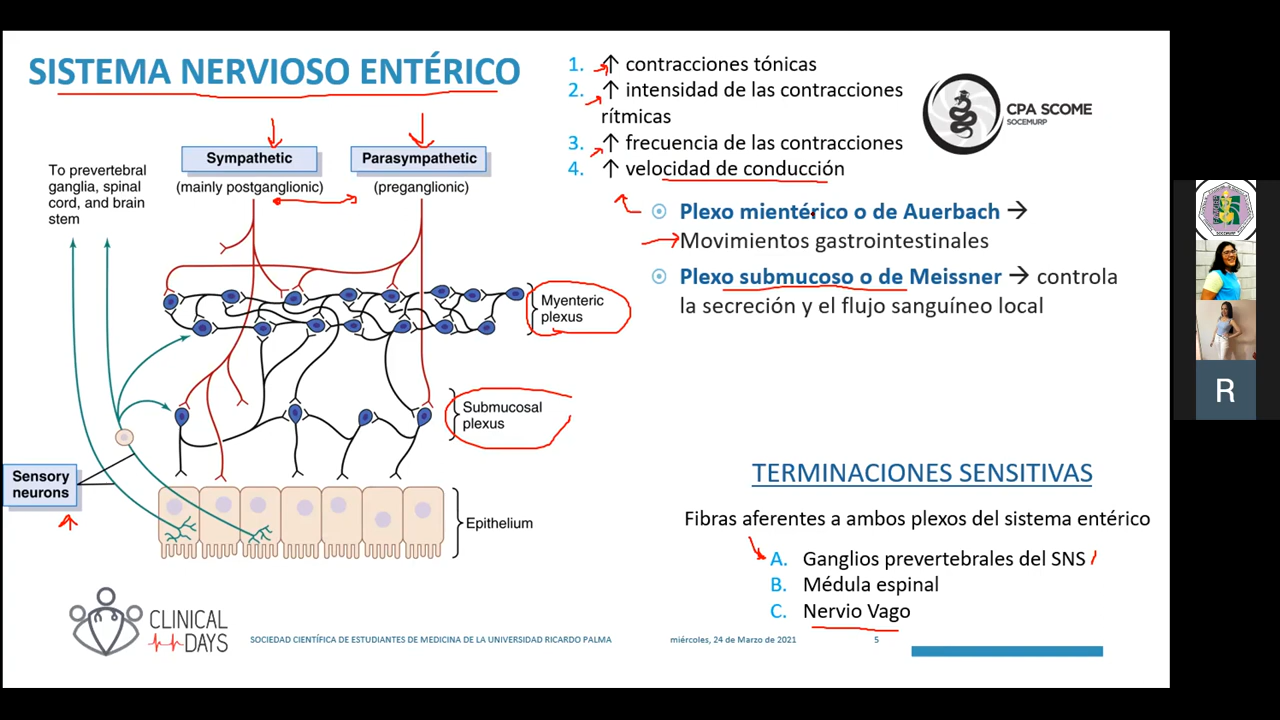 SISTEMA NERVIOSO ENTÉRICO
To prevertebral
ganglia, spinal
cord, and brain
stem
Sympathetic
(mainly postganglionic)
Parasympathetic
(preganglionic)
Myenteric
plexus
Submucosal
plexus
Sensory
neurons
Epithelium
1. ↑ contracciones tónicas
2. ↑ intensidad de las contracciones
rítmicas
3. ↑ frecuencia de las contracciones
4. ↑ velocidad de conducción
CPA SCOME
SOCEMURP
Plexo mientérico o de Auerbach →
Movimientos gastrointestinales
Plexo submucoso o de Meissner → controla
la secreción y el flujo sanguíneo local
TERMINACIONES SENSITIVAS
Fibras aferentes a ambos plexos del sistema entérico
A. Ganglios prevertebrales del SNS
B. Médula espinal
C. Nervio Vago
CLINICAL
DAYS
SOCIEDAD CIENTÍFICA DE ESTUDIANTES DE MEDICINA DE LA UNIVERSIDAD RICARDO PALMA
miércoles, 24 de Marzo de 2021
5
R